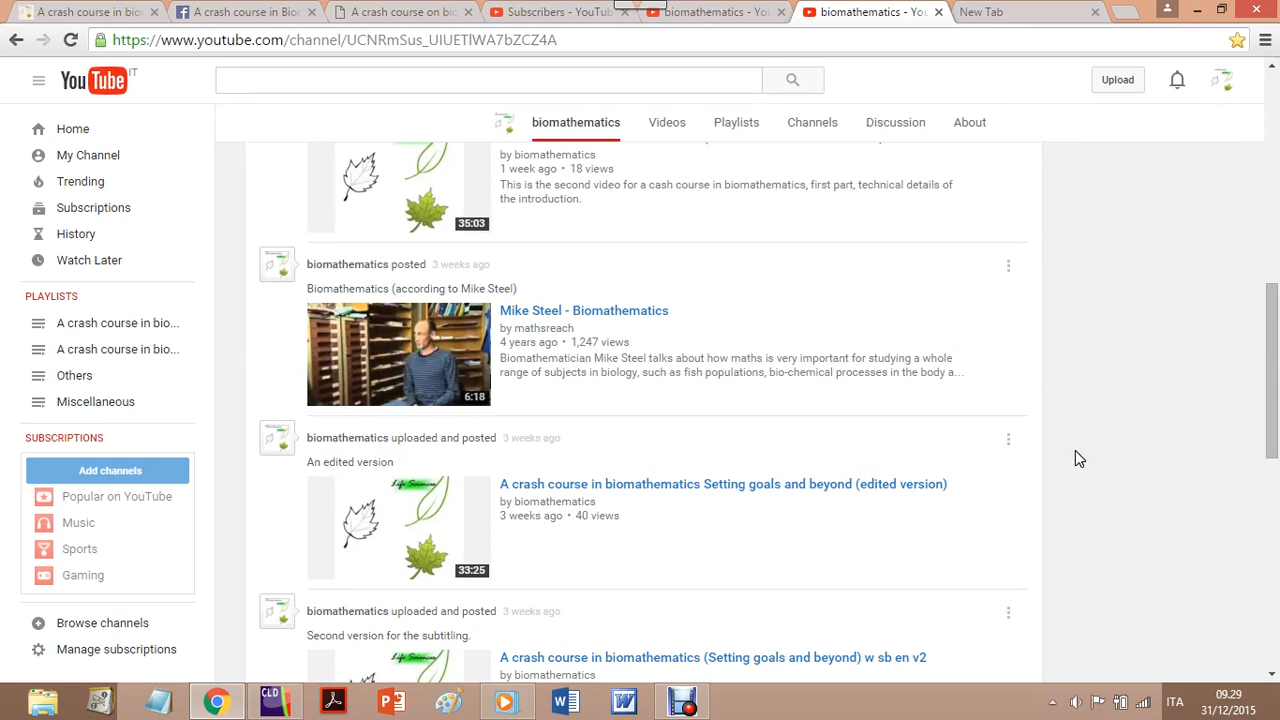 A crash course in bio
A crash course in Bion
A crash course on bio
Subscribers - YouTub
biomathematics - You
biomathematics - You
New Tab
https://www.youtube.com/channel/UCNRmSus_UIUETlWA7bZCZ4A
YouTube IT
Upload
biomathematics Videos Playlists Channels Discussion About
Home
My Channel
Trending
Subscriptions
History
Watch Later
PLAYLISTS
A crash course in bio...
A crash course in bio...
Others
Miscellaneous
SUBSCRIPTIONS
Add channels
Popular on YouTube
Music
Sports
Gaming
Browse channels
Manage subscriptions
by biomathematics
1 week ago • 18 views
This is the second video for a cash course in biomathematics, first part, technical details of
the introduction.
35:03
biomathematics posted 3 weeks ago
Biomathematics (according to Mike Steel)
Mike Steel - Biomathematics
by mathsreach
4 years ago • 1,247 views
Biomathematician Mike Steel talks about how maths is very important for studying a whole
range of subjects in biology, such as fish populations, bio-chemical processes in the body a...
6:18
biomathematics uploaded and posted 3 weeks ago
An edited version
Life Sciences
A crash course in biomathematics Setting goals and beyond (edited version)
by biomathematics
3 weeks ago • 40 views
33:25
biomathematics uploaded and posted 3 weeks ago
Second version for the subtitling.
Life Sciences
A crash course in biomathematics (Setting goals and beyond) w sb en v2
by biomathematics
CLD
ITA
09.29
31/12/2015